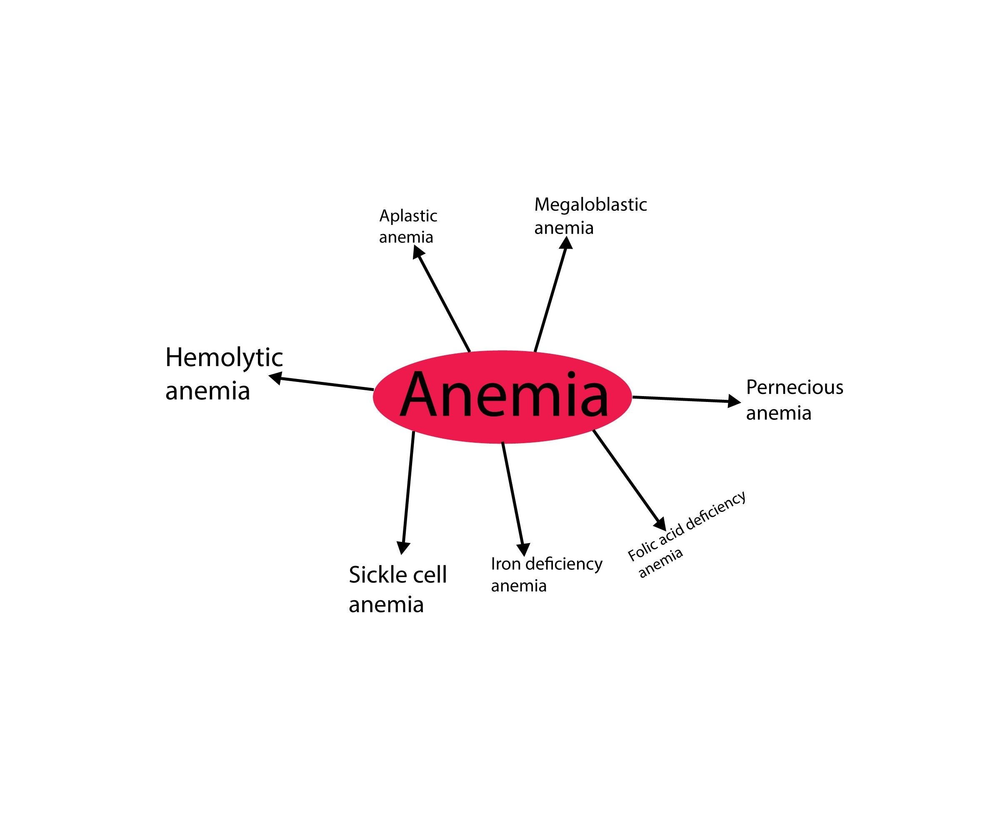 Aplastic
anemia
Megaloblastic
anemia
Hemolytic
anemia
Anemia
Pernecious
anemia
Sickle cell
anemia
Iron deficiency
anemia
Folic acid deficiency
anemia